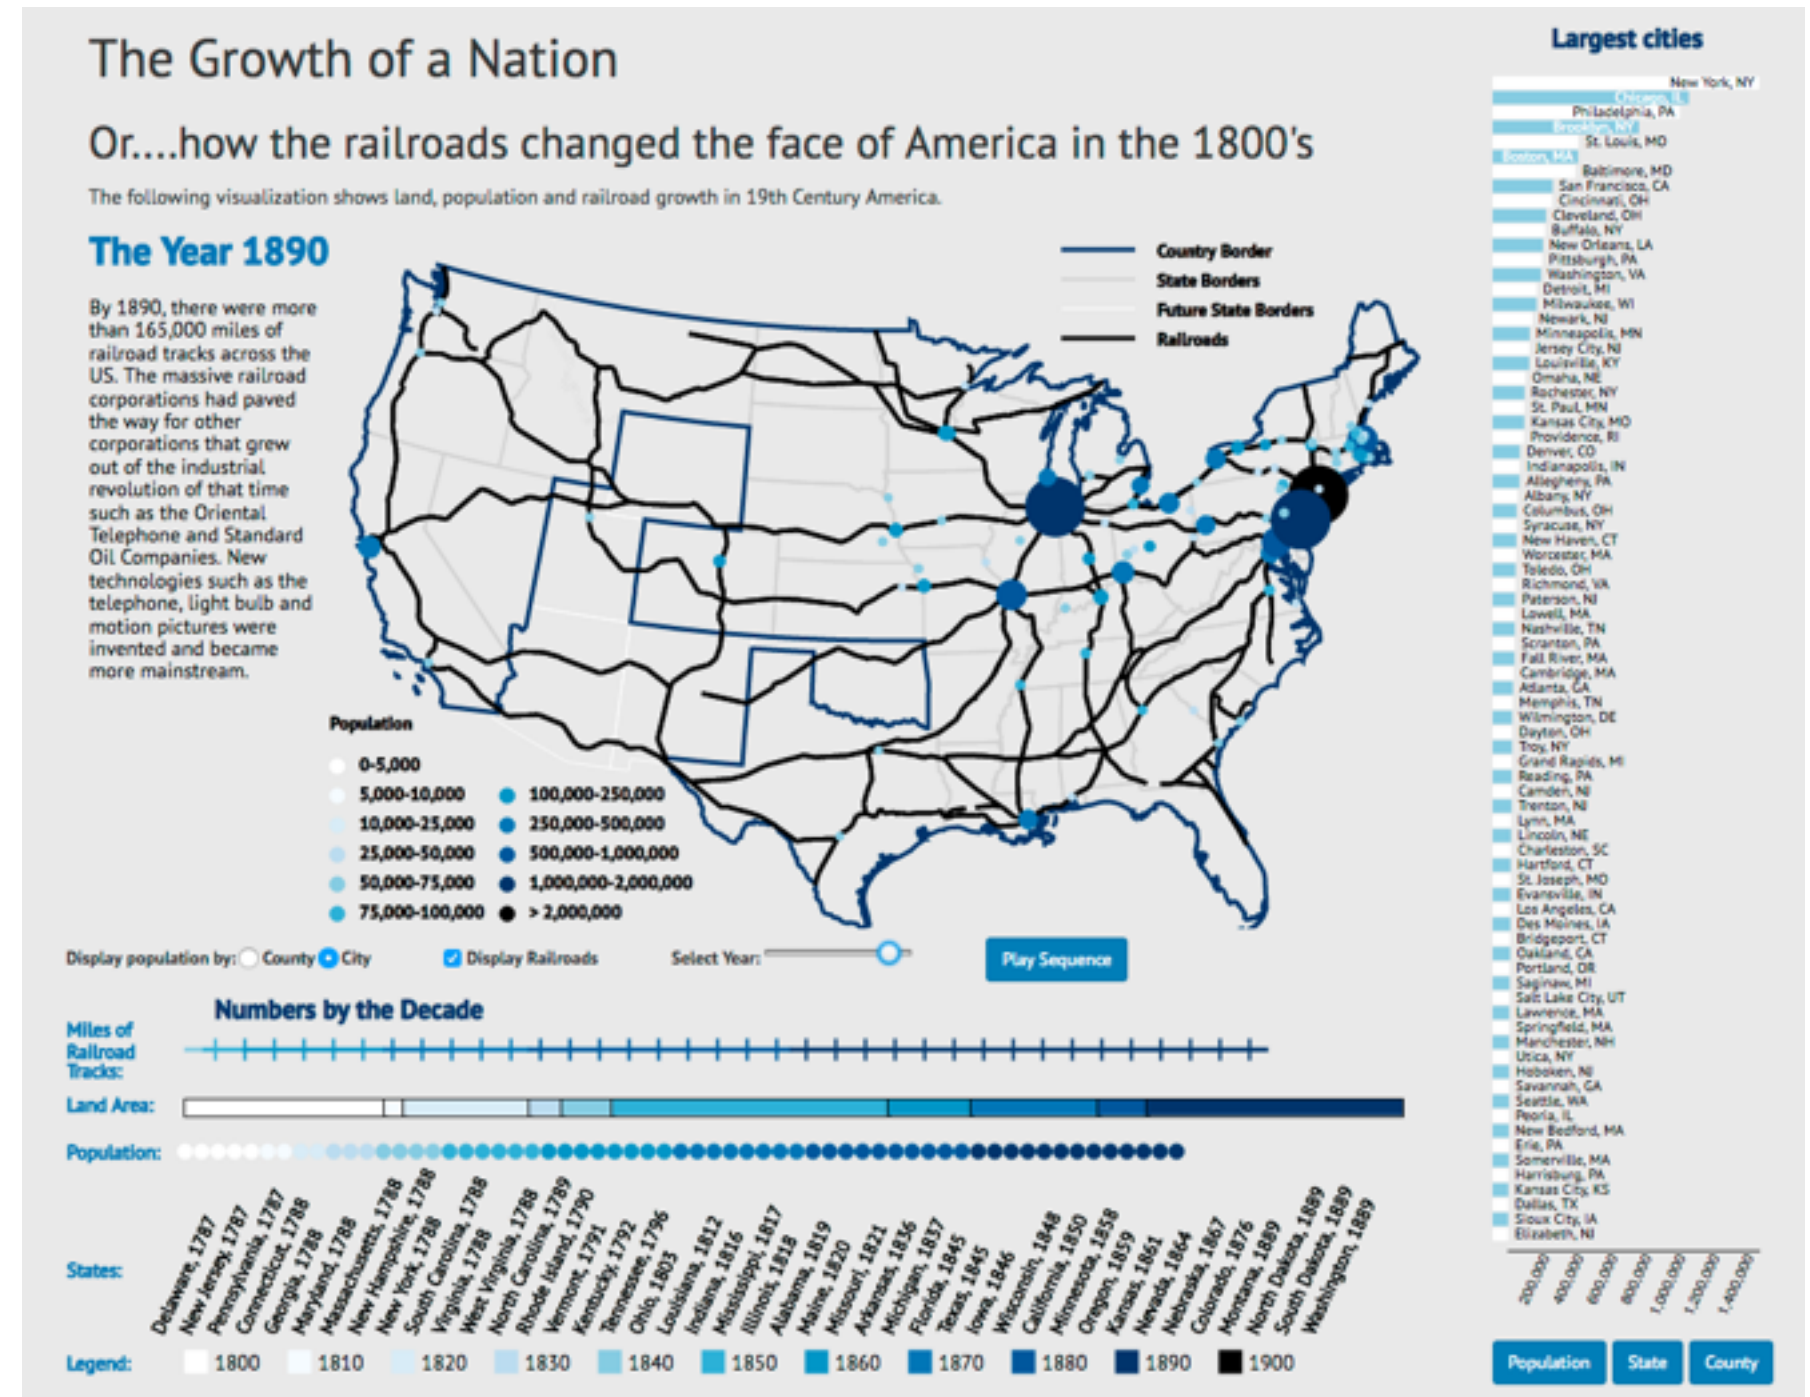 The Growth of a Nation
Or....how the railroads changed the face of America in the 1800's
The following visualization shows land, population and railroad growth in 19th Century America.
The Year 1890
By 1890, there were more
than 165,000 miles of
railroad tracks across the
US. The massive railroad
corporations had paved
the way for other
corporations that grew
out of the industrial
revolution of that time
such as the Oriental
Telephone and Standard
Oil Companies. New
technologies such as the
telephone, light bulb and
motion pictures were
invented and became
more mainstream.
Country Border
State Borders
Future State Borders
Railroads
Population
0-5,000
5,000-10,000
10,000-25,000
25,000-50,000
50,000-75,000
75,000-100,000
100,000-250,000
250,000-500,000
500,000-1,000,000
1,000,000-2,000,000
> 2,000,000
Display population by: County City
Display Railroads
Select Year:
Play Sequence
Numbers by the Decade
Miles of
Railroad
Tracks:
Land Area:
Population:
States:
Delaware, 1787
New Jersey, 1787
Pennsylvania, 1787
Connecticut, 1788
Georgia, 1788
Maryland, 1788
Massachusetts, 1788
New Hampshire, 1788
New York, 1788
South Carolina, 1788
Virginia, 1788
West Virginia, 1788
North Carolina, 1789
Rhode Island, 1790
Vermont, 1791
Kentucky, 1792
Tennessee, 1796
Ohio, 1803
Louisiana, 1812
Indiana, 1816
Mississippi, 1817
Illinois, 1818
Alabama, 1819
Maine, 1820
Missouri, 1821
Arkansas, 1836
Michigan, 1837
Florida, 1845
Texas, 1845
Iowa, 1846
Wisconsin, 1848
California, 1850
Minnesota, 1858
Oregon, 1859
Kansas, 1861
Nevada, 1864
Nebraska, 1867
Colorado, 1876
Montana, 1889
North Dakota, 1889
South Dakota, 1889
Washington, 1889
Legend: 1800 1810 1820 1830 1840 1850 1860 1870 1880 1890 1900
Largest cities
New York, NY
Chicago, IL
Philadelphia, PA
Brooklyn, NY
St. Louis, MO
Boston, MA
Baltimore, MD
San Francisco, CA
Cincinnati, OH
Cleveland, OH
Buffalo, NY
New Orleans, LA
Pittsburgh, PA
Washington, VA
Detroit, MI
Milwaukee, WI
Newark, NJ
Minneapolis, MN
Jersey City, NJ
Louisville, KY
Omaha, NE
Rochester, NY
St. Paul, MN
Kansas City, MO
Providence, RI
Denver, CO
Indianapolis, IN
Allegheny, PA
Albany, NY
Columbus, OH
Syracuse, NY
New Haven, CT
Worcester, MA
Toledo, OH
Richmond, VA
Paterson, NJ
Lowell, MA
Nashville, TN
Scranton, PA
Fall River, MA
Cambridge, MA
Atlanta, GA
Memphis, TN
Wilmington, DE
Dayton, OH
Troy, NY
Grand Rapids, MI
Reading, PA
Camden, NJ
Trenton, NJ
Lynn, MA
Lincoln, NE
Charleston, SC
Hartford, CT
St. Joseph, MO
Evansville, IN
Los Angeles, CA
Des Moines, IA
Bridgeport, CT
Oakland, CA
Portland, OR
Saginaw, MI
Salt Lake City, UT
Lawrence, MA
Springfield, MA
Manchester, NH
Utica, NY
Hoboken, NJ
Savannah, GA
Seattle, WA
Peoria, IL
New Bedford, MA
Erie, PA
Somerville, MA
Harrisburg, PA
Kansas City, KS
Dallas, TX
Sioux City, IA
Elizabeth, NJ
200,000
400,000
600,000
800,000
1,000,000
1,200,000
1,400,000
Population State County